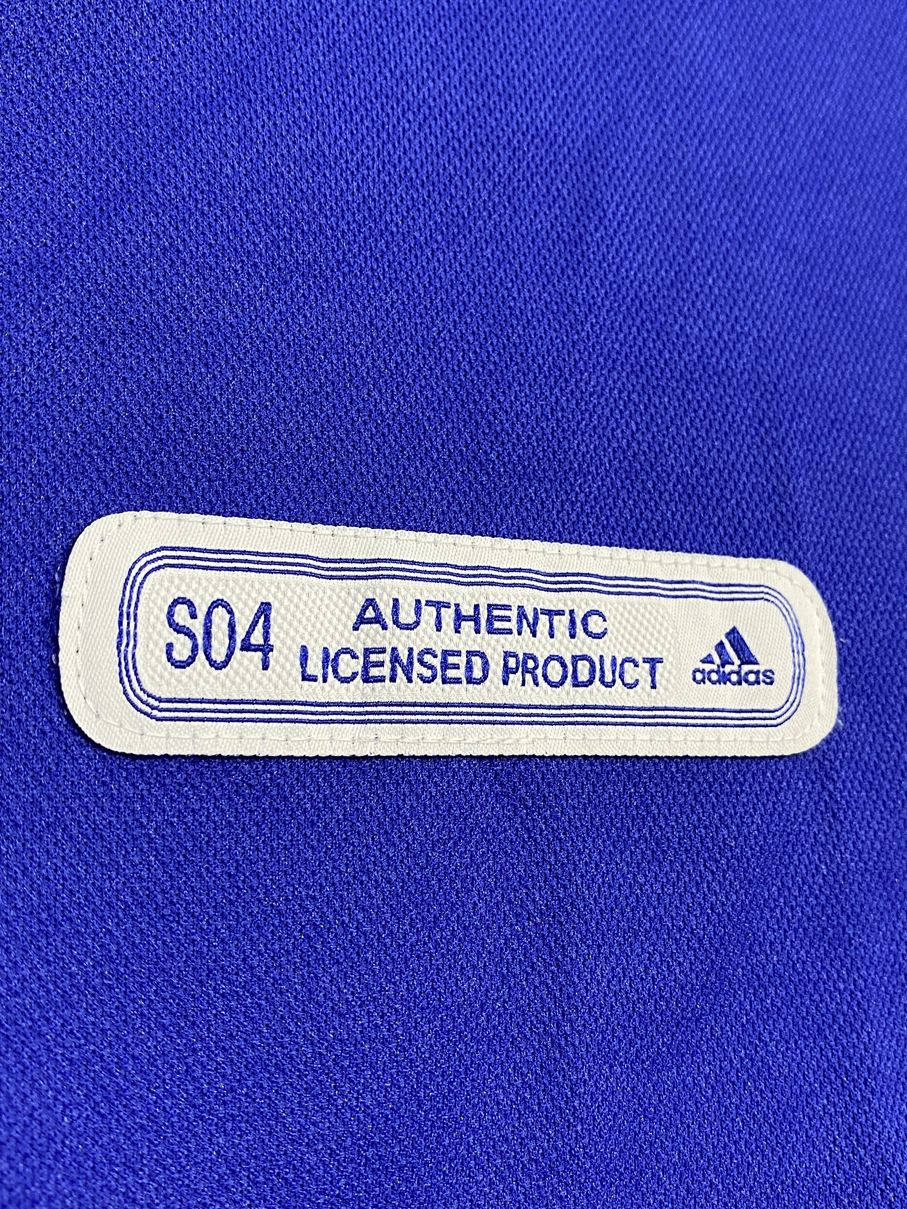 S04
AUTHENTIC
LICENSED PRODUCT
adidas